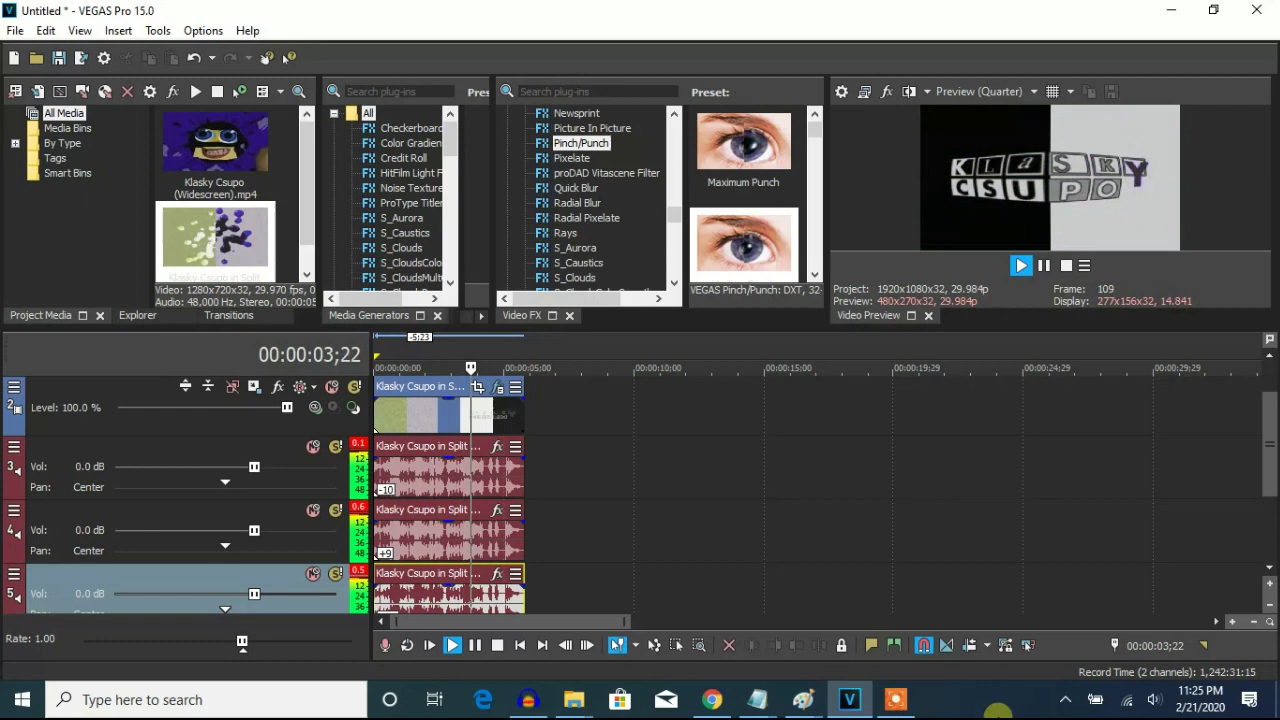 Untitled * - VEGAS Pro 15.0
File Edit View Insert Tools Options Help
Search plug-ins
Pres
Search plug-ins
Preset:
Preview (Quarter)
All Media
Media Bins
By Type
Tags
Smart Bins
Klasky Csupo
(Widescreen).mp4
Klasky Csupo in Split
Video: 1280x720x32, 29.970 fps, 0
Audio: 48,000 Hz, Stereo, 00:00:05
All
Checkerboard
Color Gradien
Credit Roll
HitFilm Light F
Noise Texture
ProType Titler
S_Aurora
S_Caustics
S_Clouds
S_CloudsColo
S_CloudsMult
Newsprint
Picture In Picture
Pinch/Punch
Pixelate
proDAD Vitascene Filter
Quick Blur
Radial Blur
Radial Pixelate
Rays
S_Aurora
S_Caustics
S_Clouds
Maximum Punch
VEGAS Pinch/Punch: DXT, 32-
KLaSKY
CSUPO
Project: 1920x1080x32, 29.984p
Preview: 480x270x32, 29.984p
Frame: 109
Display: 277x156x32, 14.841
Project Media
Explorer
Transitions
Media Generators
Video FX
Video Preview
-5;23
00:00:03;22
00:00:00;00
00:00:05;00
00:00:10;00
00:00:15;00
00:00:19;29
00:00:24;29
00:00:29;29
2
Level: 100.0 %
Klasky Csupo in S...
3
Vol: 0.0 dB
Pan: Center
0.1
12
24
36
48
Klasky Csupo in Split ...
-10
4
Vol: 0.0 dB
Pan: Center
0.6
12
24
36
48
Klasky Csupo in Split ...
+9
5
Vol: 0.0 dB
0.5
12
24
36
Klasky Csupo in Split ...
Rate: 1.00
00:00:03;22
Record Time (2 channels): 1,242:31:15
Type here to search
11:25 PM
2/21/2020